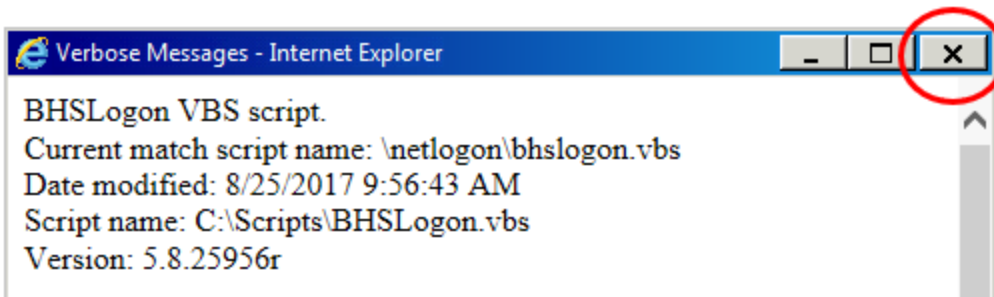 Verbose Messages - Internet Explorer
BHSLogon VBS script.
Current match script name: \netlogon\bhslogon.vbs
Date modified: 8/25/2017 9:56:43 AM
Script name: C:\Scripts\BHSLogon.vbs
Version: 5.8.25956r